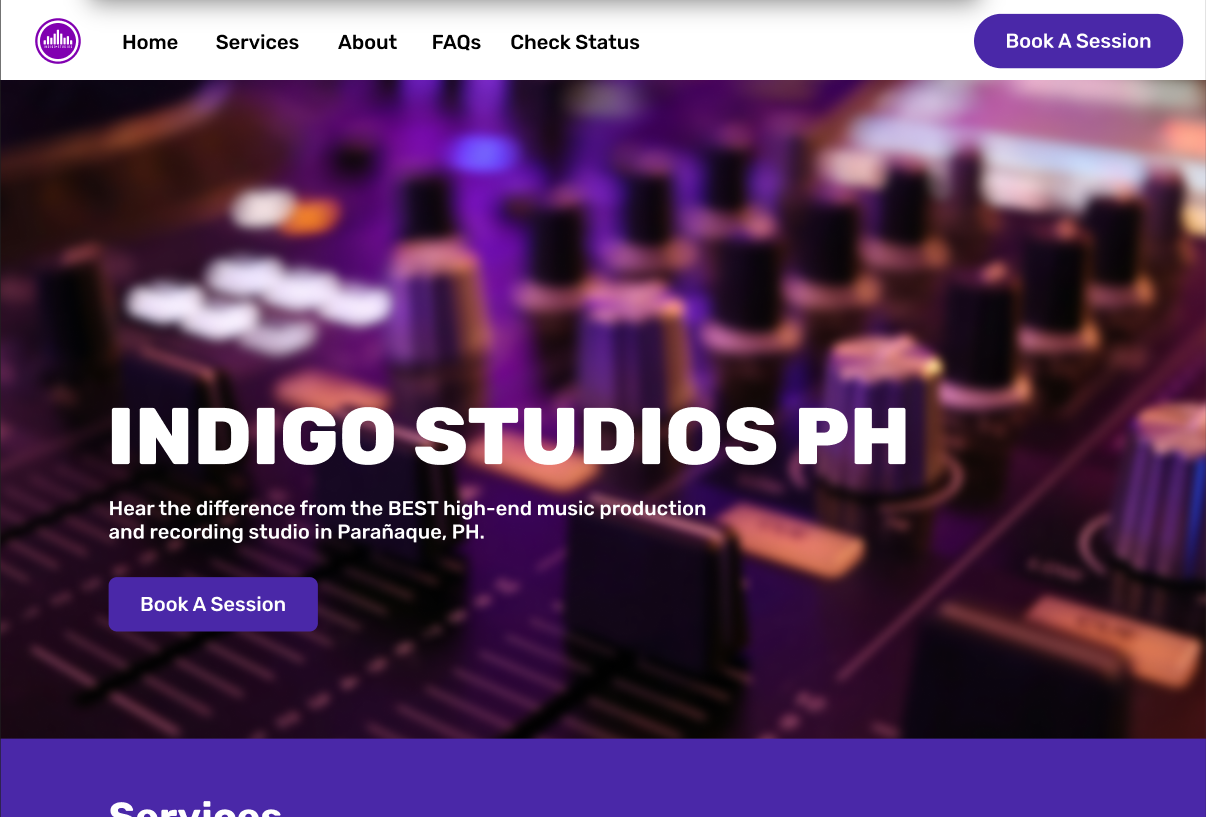 Home Services About FAQs Check Status Book A Session
INDIGO STUDIOS PH
Hear the difference from the BEST high-end music production
and recording studio in Parañaque, PH.
Book A Session
Services